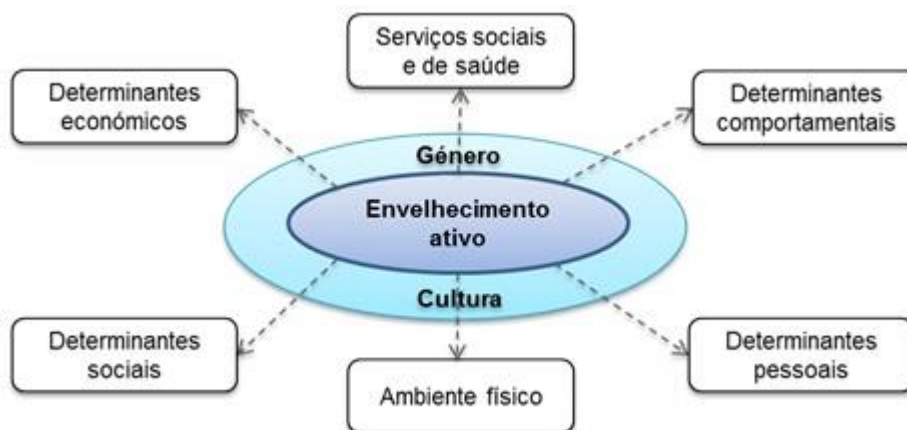 Serviços sociais
e de saúde
Determinantes
económicos
Determinantes
comportamentais
Género
Envelhecimento
ativo
Cultura
Determinantes
sociais
Ambiente físico
Determinantes
pessoais